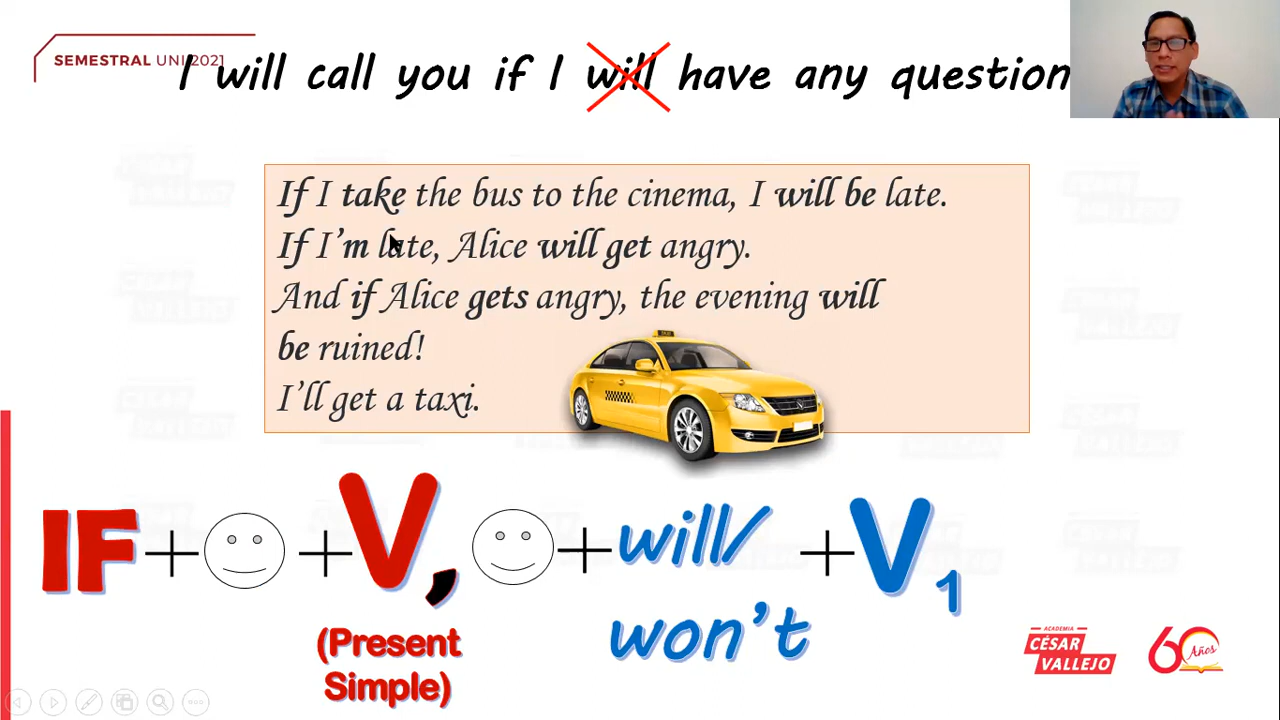 SEMESTRAL UNI 2021
I will call you if I will have any question
If I take the bus to the cinema, I will be late.
If I'm late, Alice will get angry.
And if Alice gets angry, the evening will
be ruined!
I'll get a taxi.
IF + + V, + will/ + V1
won't
(Present
Simple)
ACADEMIA
CÉSAR
VALLEJO
60 Años